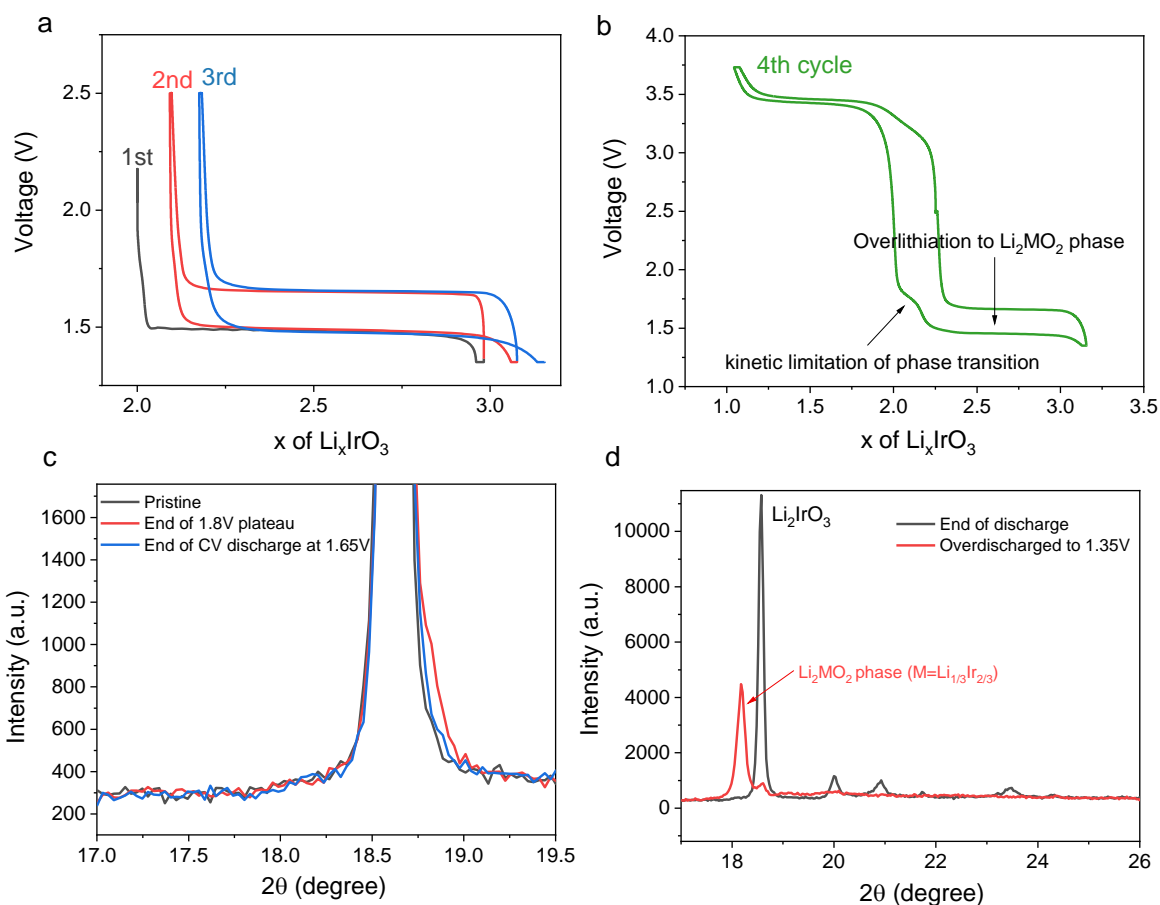 a
2.5
2.0
1.5
Voltage (V)
1st
2nd
3rd
2.0
2.5
3.0
x of LiₓIrO₃
b
4.0
3.5
3.0
2.5
2.0
1.5
1.0
Voltage (V)
4th cycle
Overlithiation to Li₂MO₂ phase
kinetic limitation of phase transition
1.0
1.5
2.0
2.5
3.0
3.5
x of LiₓIrO₃
c
1600
1400
1200
1000
800
600
400
200
Intensity (a.u.)
Pristine
End of 1.8V plateau
End of CV discharge at 1.65V
17.0
17.5
18.0
18.5
19.0
19.5
2θ (degree)
d
10000
8000
6000
4000
2000
0
Intensity (a.u.)
Li₂IrO₃
End of discharge
Overdischarged to 1.35V
Li₂MO₂ phase (M=Li₁/₃Ir₂/₃)
18
20
22
24
26
2θ (degree)